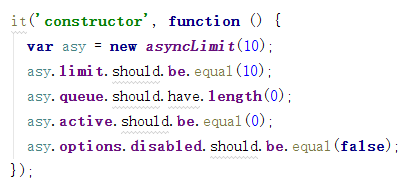 it('constructor', function () {
  var asy = new asyncLimit(10);
  asy.limit.should.be.equal(10);
  asy.queue.should.have.length(0);
  asy.active.should.be.equal(0);
  asy.options.disabled.should.be.equal(false);
});